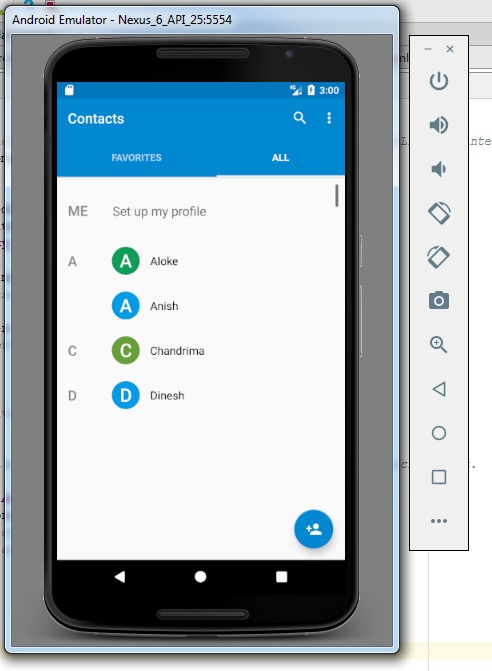 Android Emulator - Nexus_6_API_25:5554
3:00
Contacts
FAVORITES
ALL
ME Set up my profile
A A Aloke
A Anish
C C Chandrima
D D Dinesh